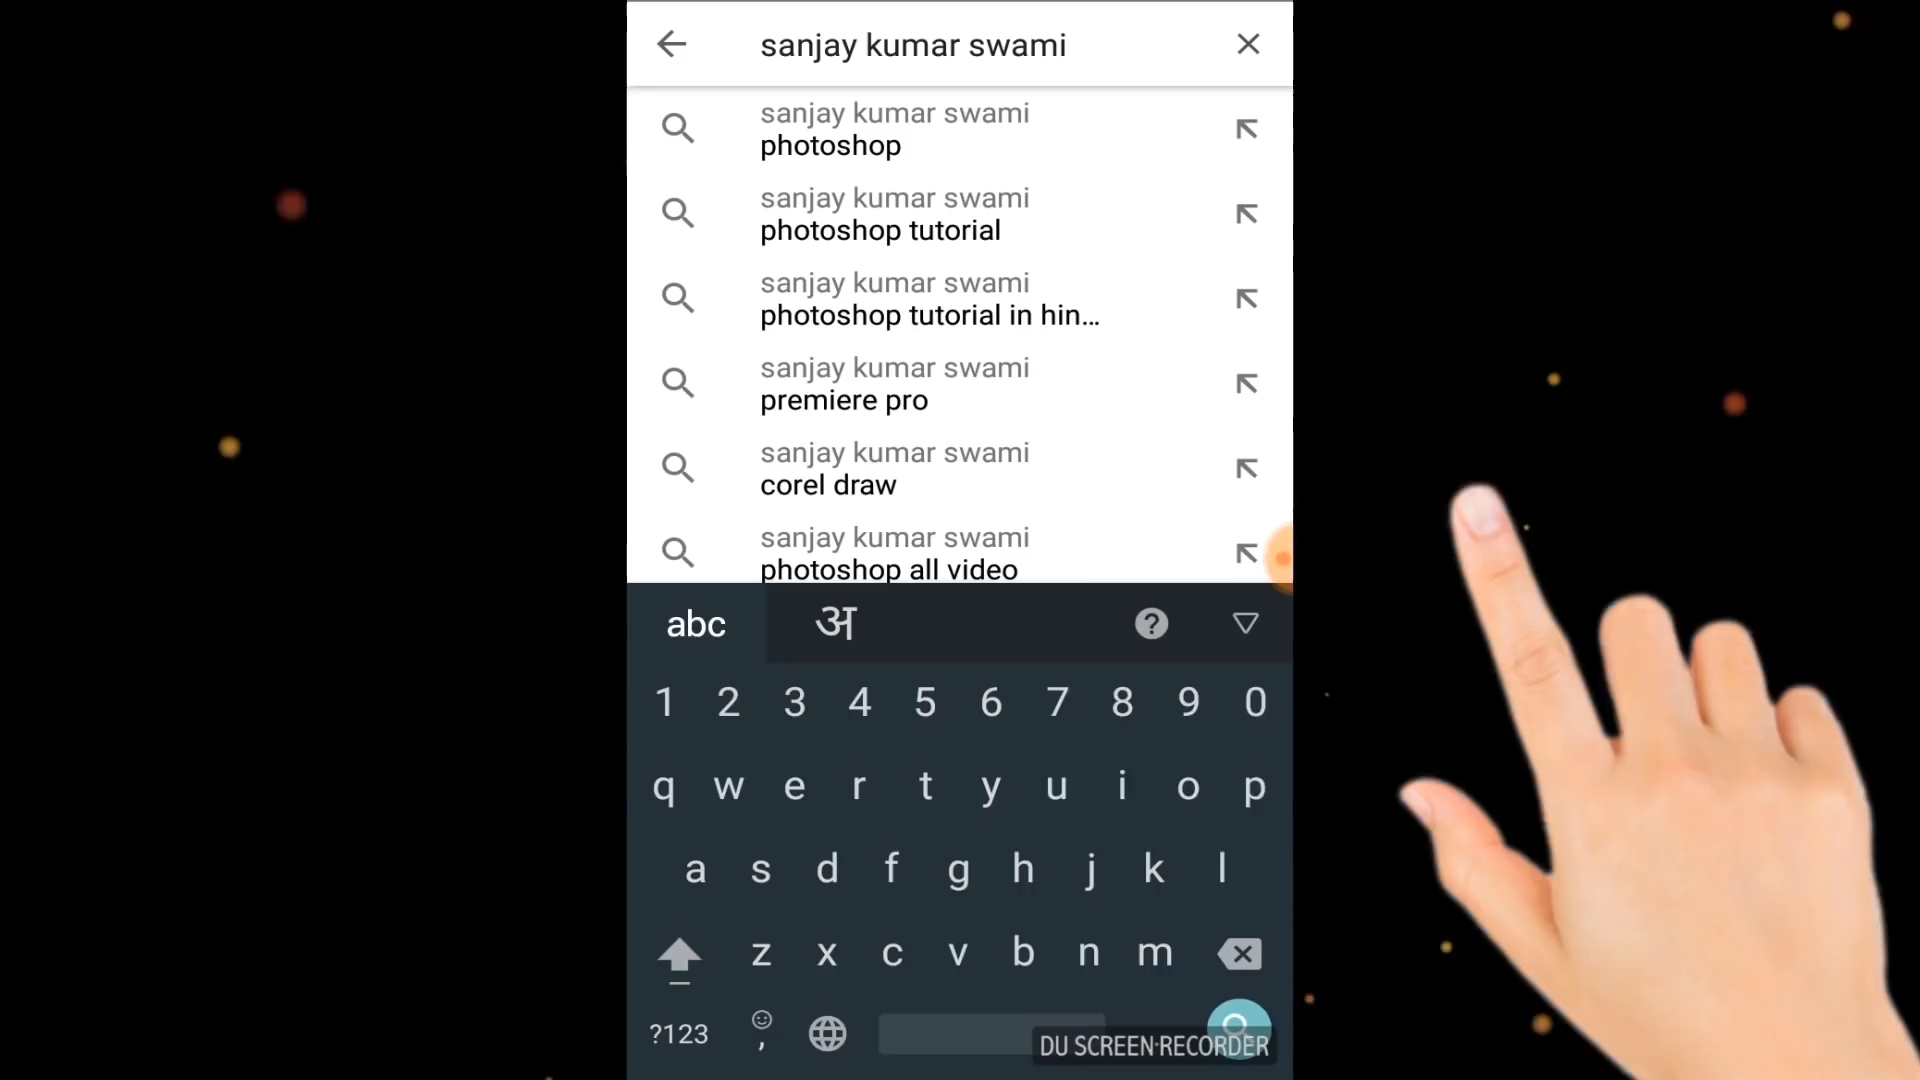 sanjay kumar swami
sanjay kumar swami
photoshop
sanjay kumar swami
photoshop tutorial
sanjay kumar swami
photoshop tutorial in hin...
sanjay kumar swami
premiere pro
sanjay kumar swami
corel draw
sanjay kumar swami
photoshop all video
abc अ ?
1 2 3 4 5 6 7 8 9 0
q w e r t y u i o p
a s d f g h j k l
z x c v b n m
?123 ,
DU SCREEN RECORDER